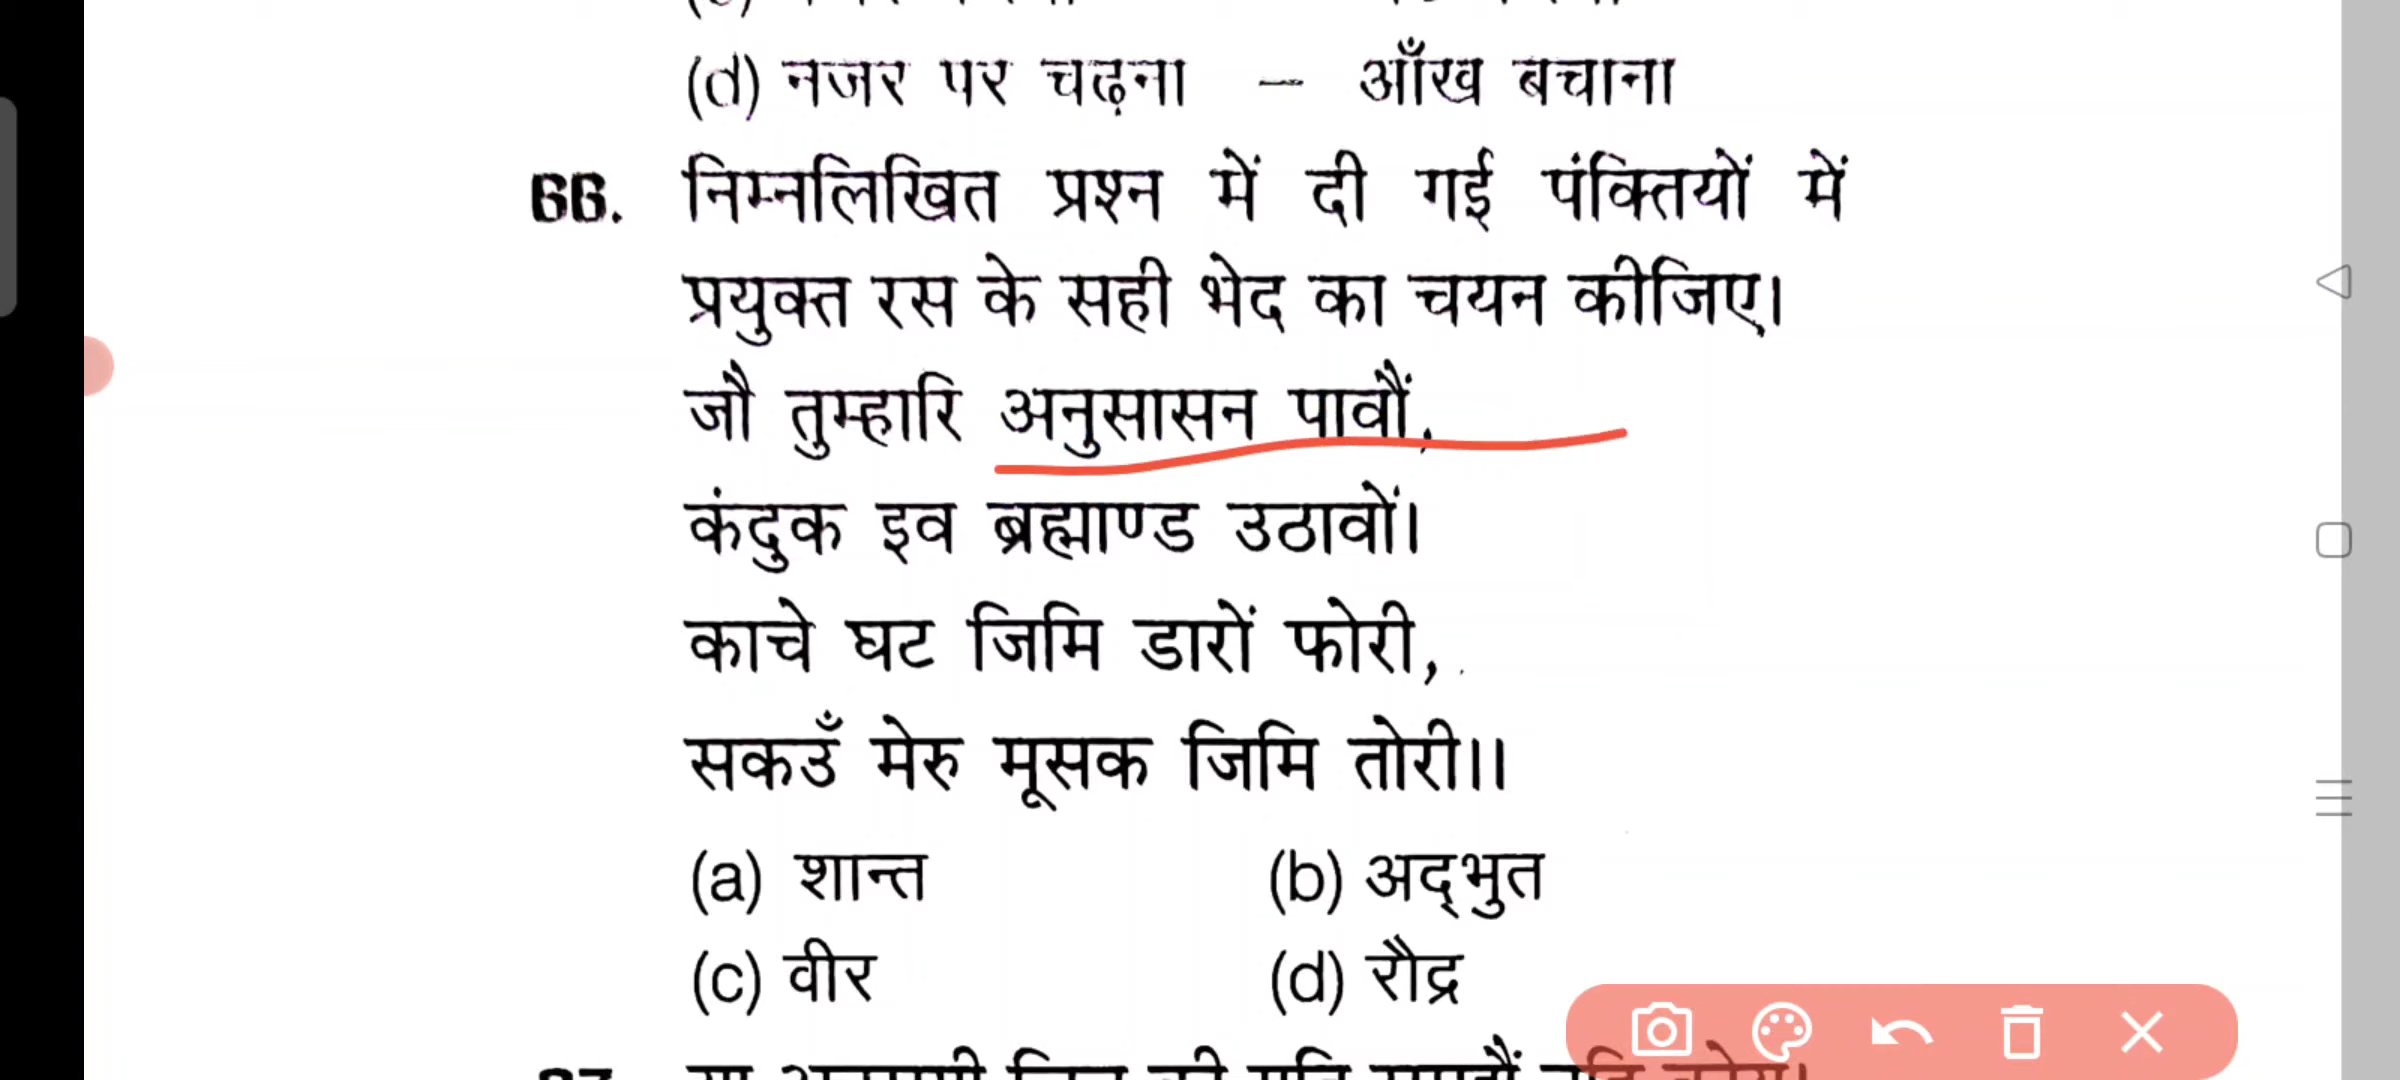 (d) नजर पर चढ़ना – आँख बचाना
66. निम्नलिखित प्रश्न में दी गई पंक्तियों में
प्रयुक्त रस के सही भेद का चयन कीजिए।
जौ तुम्हारि अनुसासन पावौं,
कंदुक इव ब्रह्माण्ड उठावों।
काचे घट जिमि डारों फोरी,
सकउँ मेरु मूसक जिमि तोरी।।
(a) शान्त (b) अद्भुत
(c) वीर (d) रौद्र